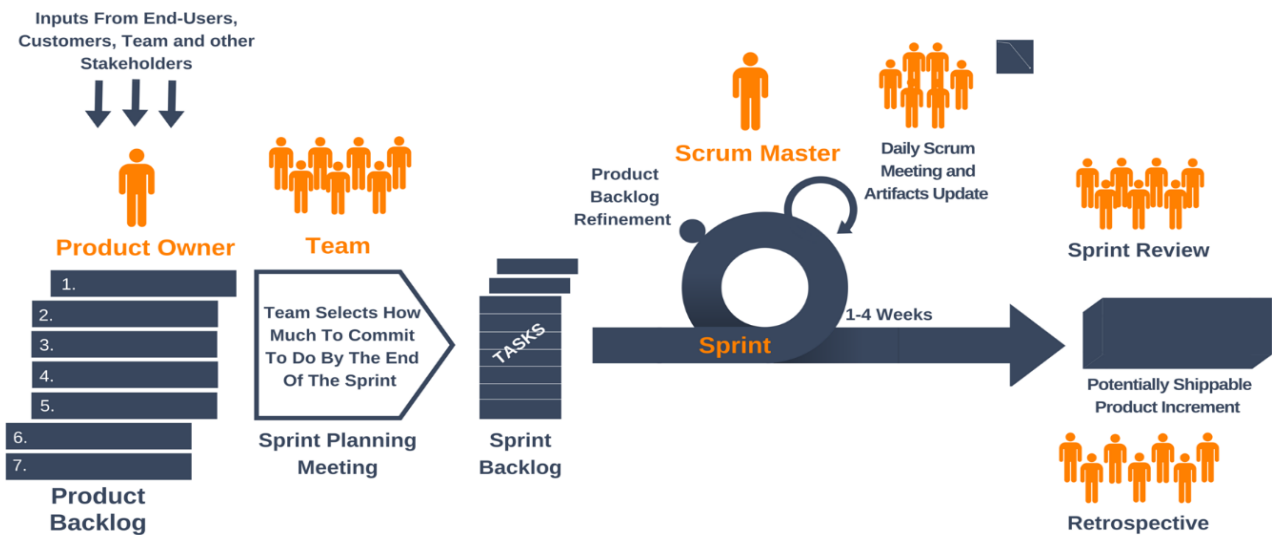 Inputs From End-Users,
Customers, Team and other
Stakeholders
Product Owner
1.
2.
3.
4.
5.
6.
7.
Product
Backlog
Team
Team Selects How
Much To Commit
To Do By The End
Of The Sprint
Sprint Planning
Meeting
TASKS
Sprint
Backlog
Product
Backlog
Refinement
Scrum Master
Daily Scrum
Meeting and
Artifacts Update
Sprint
1-4 Weeks
Sprint Review
Potentially Shippable
Product Increment
Retrospective